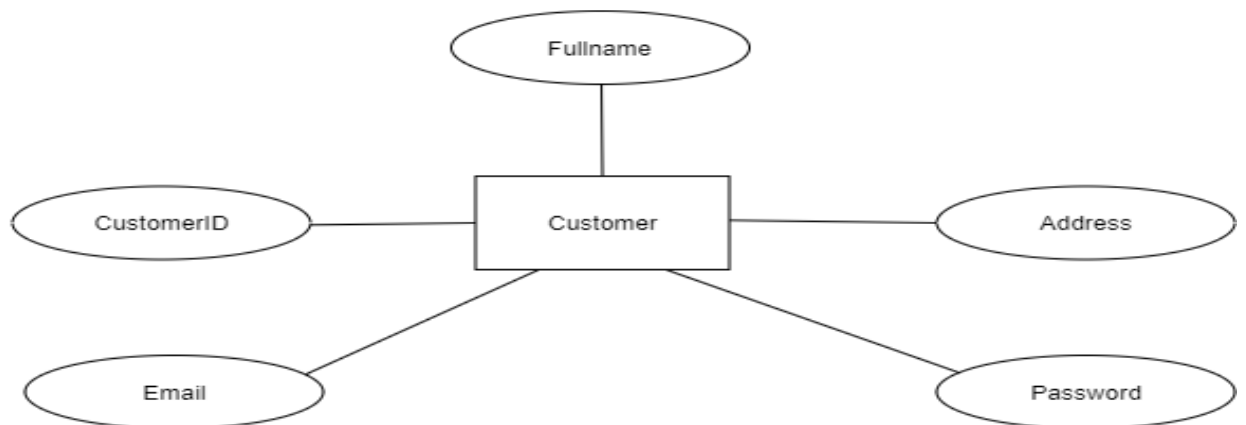 Fullname
CustomerID
Customer
Address
Email
Password